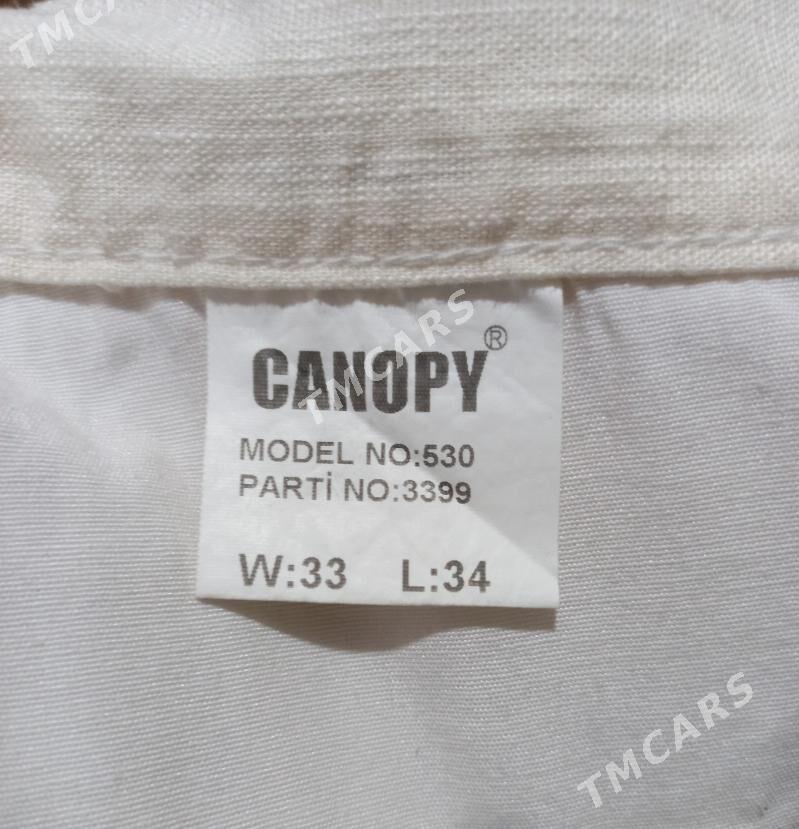 TMCARS
CANOPY®
TMCARS
MODEL NO:530
PARTİ NO:3399
W:33 L:34
TMCARS